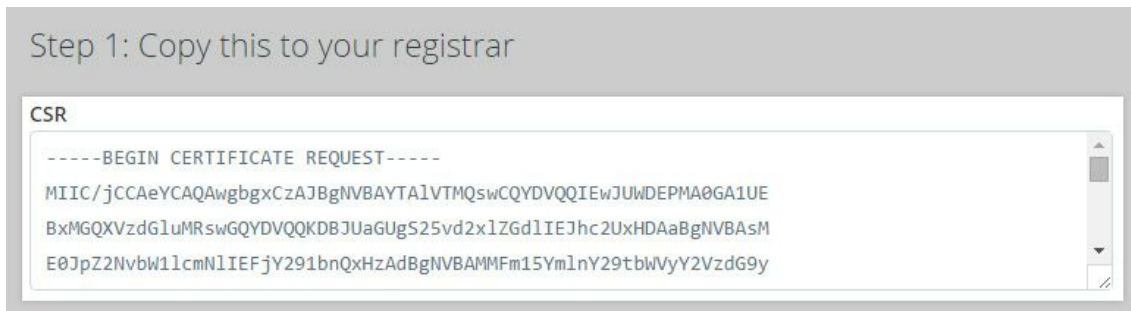 Step 1: Copy this to your registrar
CSR
-----BEGIN CERTIFICATE REQUEST-----
MIIC/jCCAeYCAQAwgbgxCzAJBgNVBAYTAlVTMQswCQYDVQQIEwJUWDEPMA0GA1UE
BxMGQXVzdGluMRswGQYDVQQKDBJUaGUgS25vd2xlZGdlIEJhc2UxHDAaBgNVBAsM
E0JpZ2NvbW1lcmNlIEFjY291bnQxHzAdBgNVBAMMFm15YmlnY29tbWVyY2VzdG9y